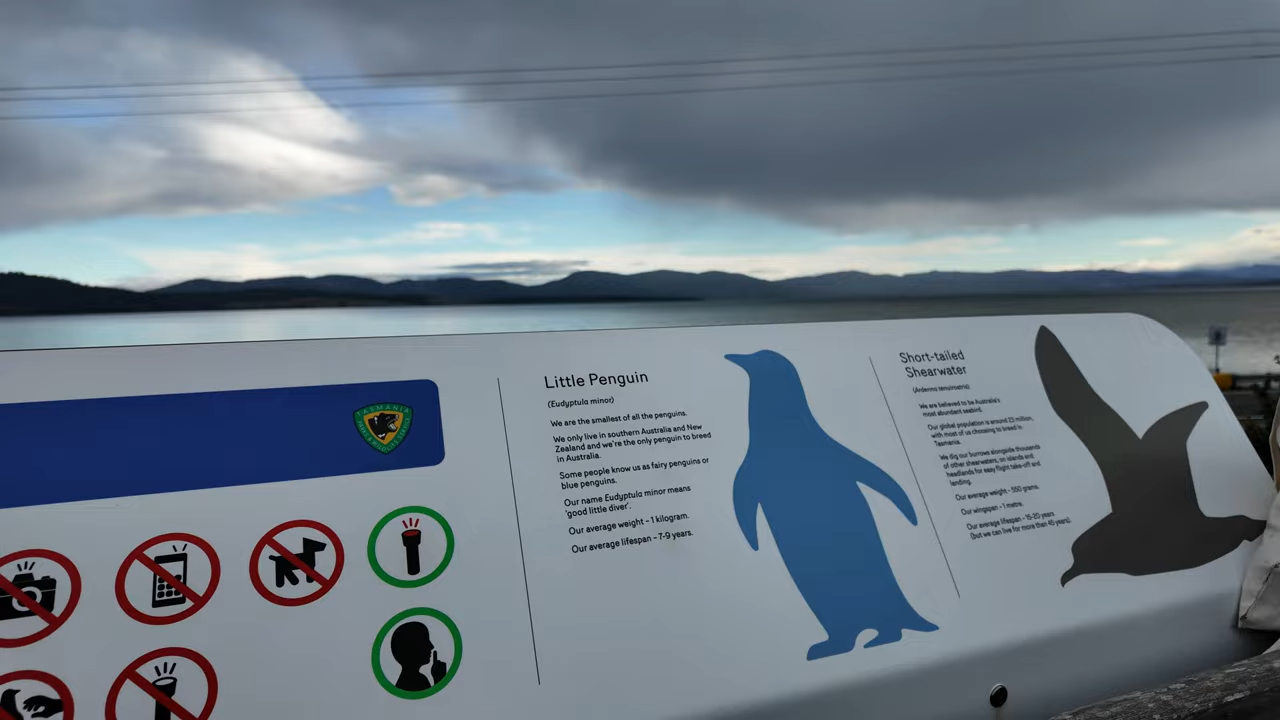 TASMANIA
Little Penguin
(Eudyptula minor)
We are the smallest of all the penguins.
We only live in southern Australia and New
Zealand and we're the only penguin to breed
in Australia.
Some people know us as fairy penguins or
blue penguins.
Our name Eudyptula minor means
'good little diver'.
Our average weight - 1 kilogram.
Our average lifespan - 7-9 years.
Short-tailed
Shearwater
(Ardenna tenuirostris)
We are believed to be Australia's
most abundant seabird.
Our global population is around 23 million,
with most of us choosing to breed in
Tasmania.
We dig our burrows alongside thousands
of other shearwaters, on islands and
headlands for easy flight take-off and
landing.
Our average weight - 550 grams.
Our wingspan - 1 metre.
Our average lifespan - 15-20 years
(but we can live for more than 45 years).